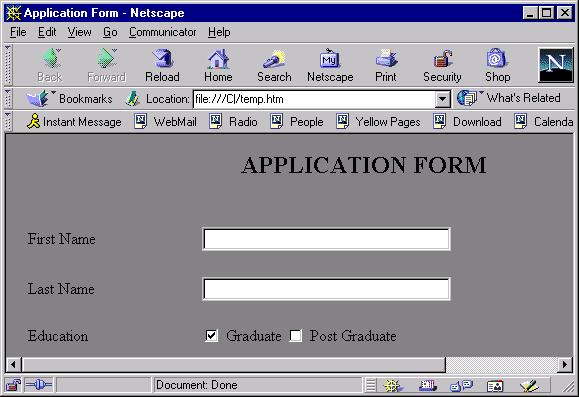 Application Form - Netscape
File Edit View Go Communicator Help
Back Forward Reload Home Search Netscape Print Security Shop
My
N
Bookmarks Location: file:///C|/temp.htm What's Related
Instant Message WebMail Radio People Yellow Pages Download Calenda
APPLICATION FORM
First Name
Last Name
Education Graduate Post Graduate
Document: Done